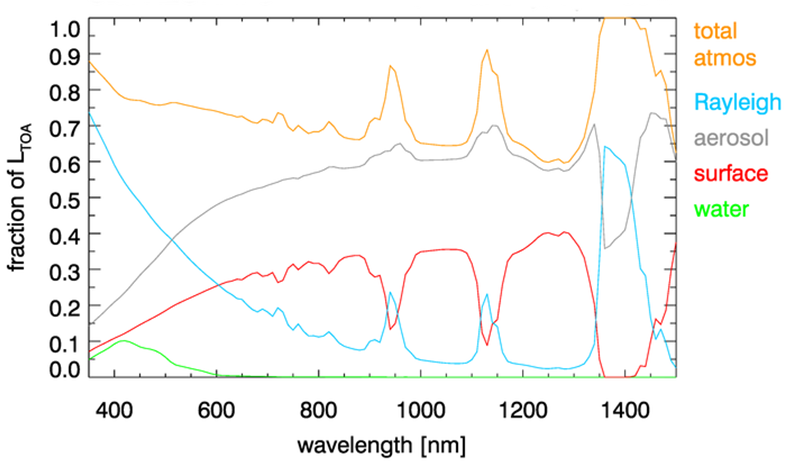 1.0
0.9
0.8
0.7
0.6
0.5
0.4
0.3
0.2
0.1
0.0
fraction of LTOA
400 600 800 1000 1200 1400
wavelength [nm]
total
atmos
Rayleigh
aerosol
surface
water